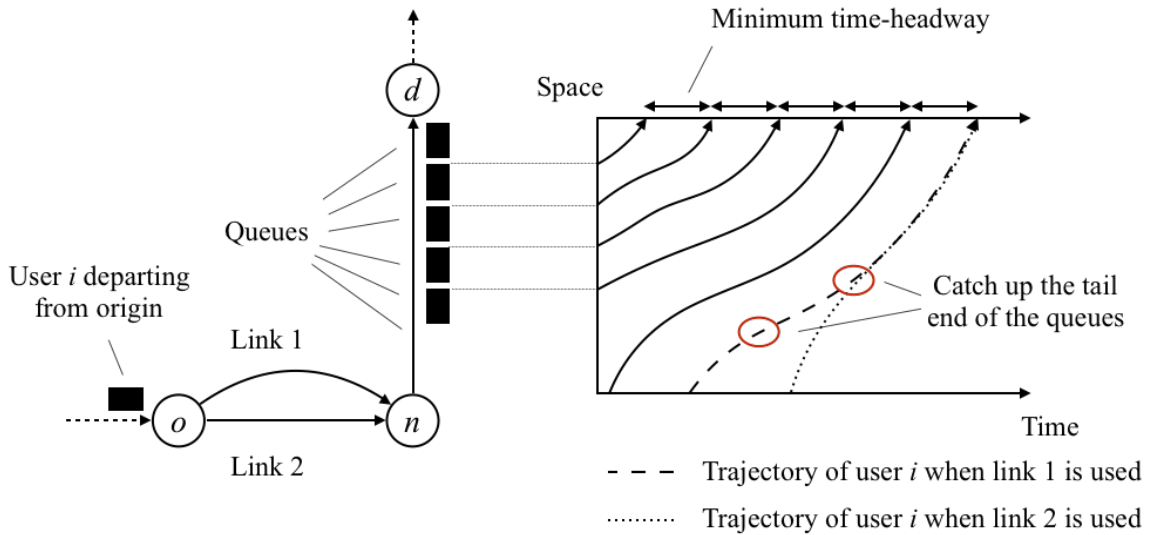 Minimum time-headway
Space
d
Queues
User i departing
from origin
Link 1
o
n
Link 2
Catch up the tail
end of the queues
Time
Trajectory of user i when link 1 is used
Trajectory of user i when link 2 is used